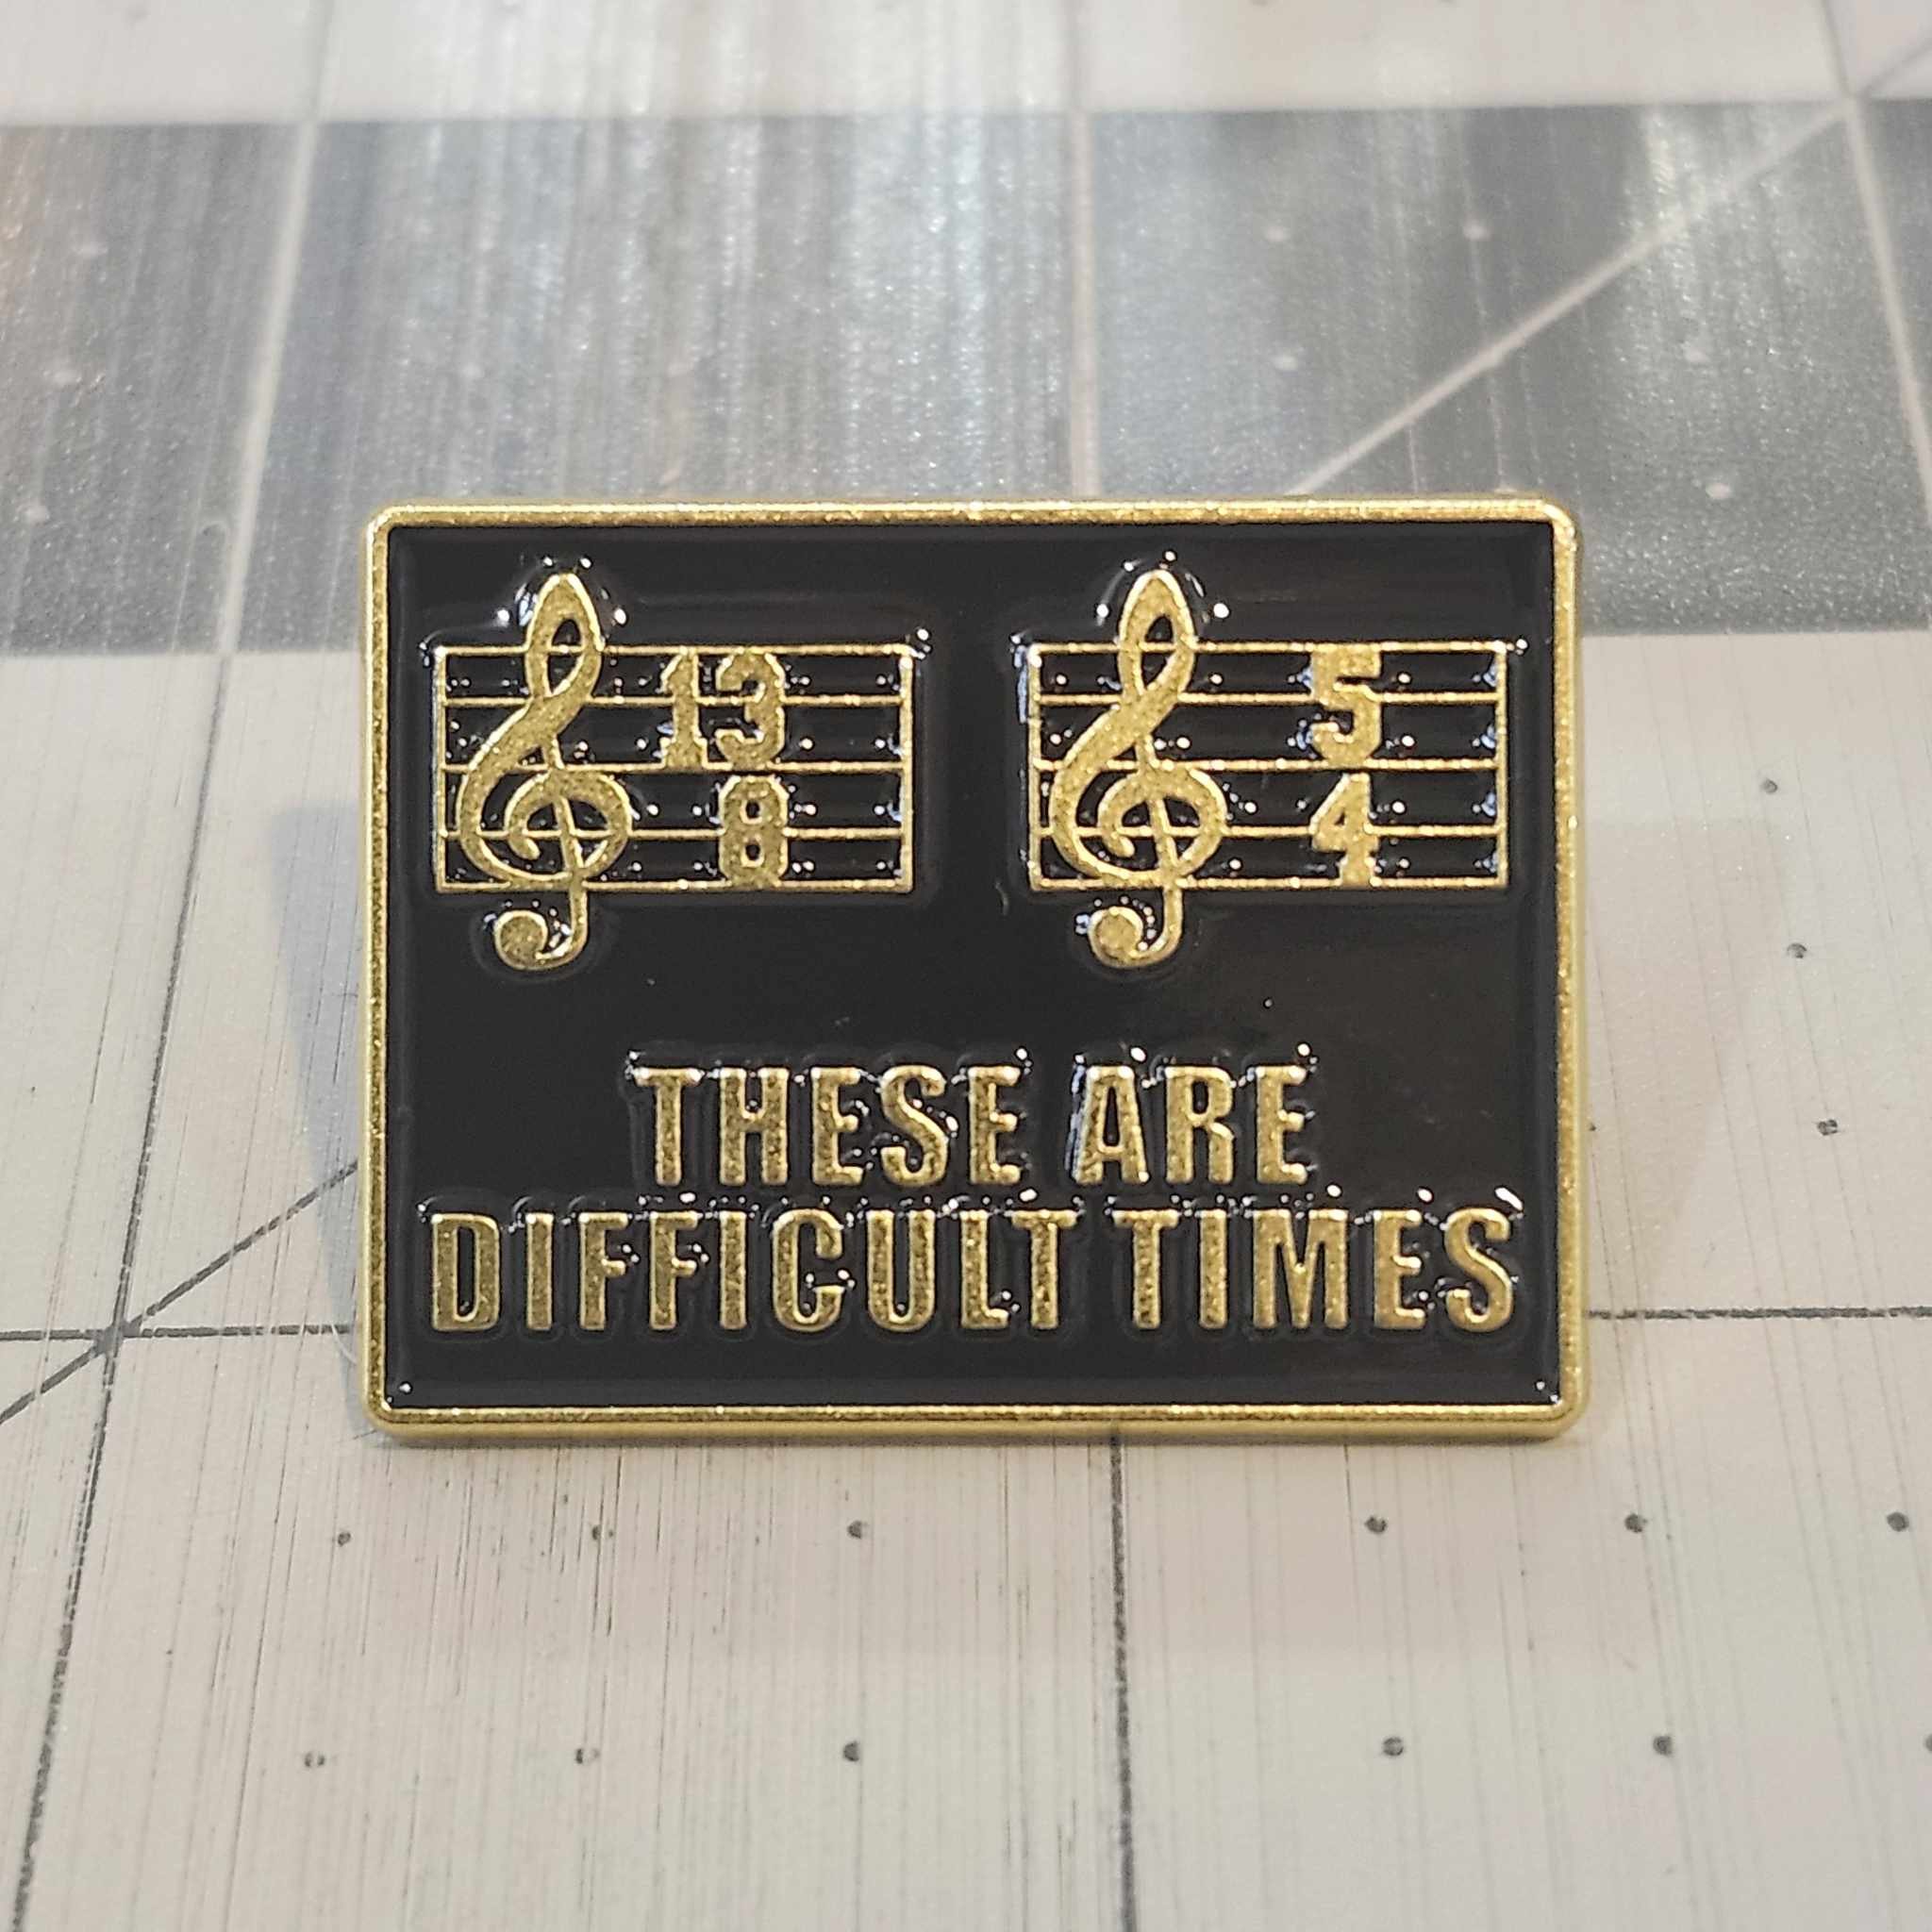 13 5
8 4
THESE ARE
DIFFICULT TIMES